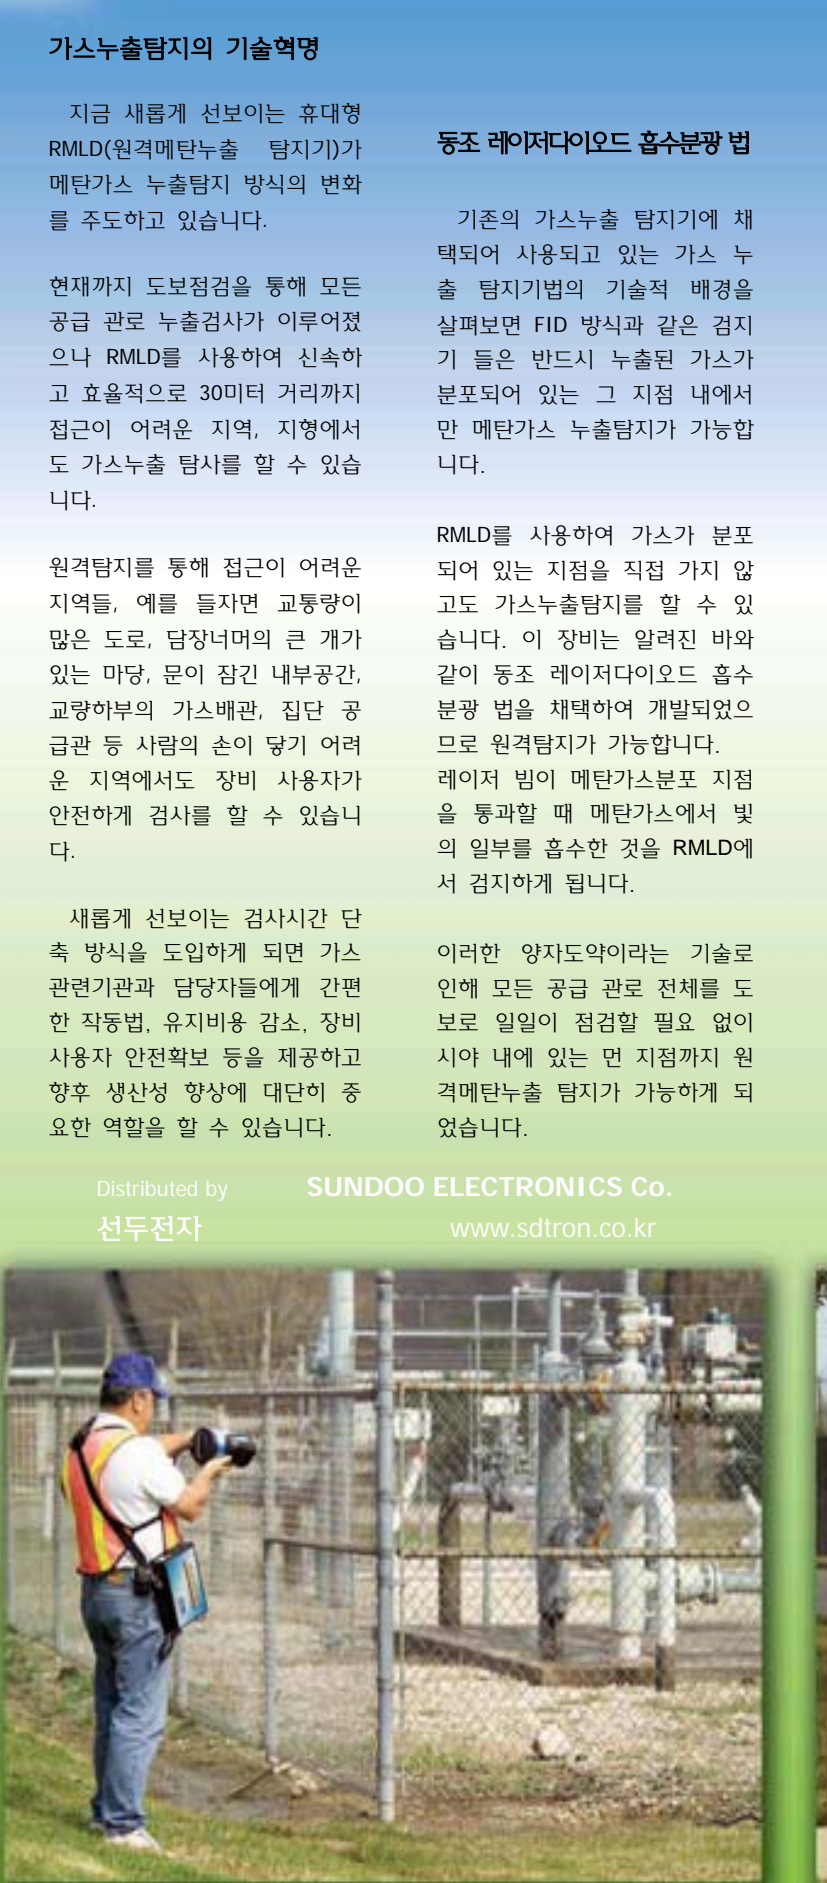 가스누출탐지의 기술혁명
지금 새롭게 선보이는 휴대형
RMLD(원격메탄누출 탐지기)가
메탄가스 누출탐지 방식의 변화
를 주도하고 있습니다.
현재까지 도보점검을 통해 모든
공급 관로 누출검사가 이루어졌
으나 RMLD를 사용하여 신속하
고 효율적으로 30미터 거리까지
접근이 어려운 지역, 지형에서
도 가스누출 탐사를 할 수 있습
니다.
원격탐지를 통해 접근이 어려운
지역들, 예를 들자면 교통량이
많은 도로, 담장너머의 큰 개가
있는 마당, 문이 잠긴 내부공간,
교량하부의 가스배관, 집단 공
급관 등 사람의 손이 닿기 어려
운 지역에서도 장비 사용자가
안전하게 검사를 할 수 있습니
다.
새롭게 선보이는 검사시간 단
축 방식을 도입하게 되면 가스
관련기관과 담당자들에게 간편
한 작동법, 유지비용 감소, 장비
사용자 안전확보 등을 제공하고
향후 생산성 향상에 대단히 중
요한 역할을 할 수 있습니다.
동조 레이저다이오드 흡수분광 법
기존의 가스누출 탐지기에 채
택되어 사용되고 있는 가스 누
출 탐지기법의 기술적 배경을
살펴보면 FID 방식과 같은 검지
기 들은 반드시 누출된 가스가
분포되어 있는 그 지점 내에서
만 메탄가스 누출탐지가 가능합
니다.
RMLD를 사용하여 가스가 분포
되어 있는 지점을 직접 가지 않
고도 가스누출탐지를 할 수 있
습니다. 이 장비는 알려진 바와
같이 동조 레이저다이오드 흡수
분광 법을 채택하여 개발되었으
므로 원격탐지가 가능합니다.
레이저 빔이 메탄가스분포 지점
을 통과할 때 메탄가스에서 빛
의 일부를 흡수한 것을 RMLD에
서 검지하게 됩니다.
이러한 양자도약이라는 기술로
인해 모든 공급 관로 전체를 도
보로 일일이 점검할 필요 없이
시야 내에 있는 먼 지점까지 원
격메탄누출 탐지가 가능하게 되
었습니다.
Distributed by SUNDOO ELECTRONICS Co.
선두전자 www.sdtron.co.kr